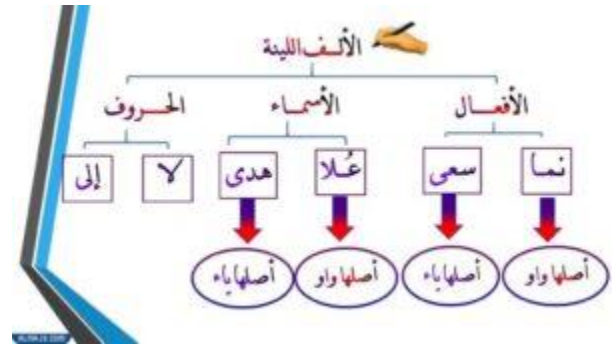 الألف اللينة
الأفعال
الأسماء
الحروف
نما
سعى
عُلا
هدى
لا
إلى
أصلها واو
أصلها ياء
أصلها واو
أصلها ياء